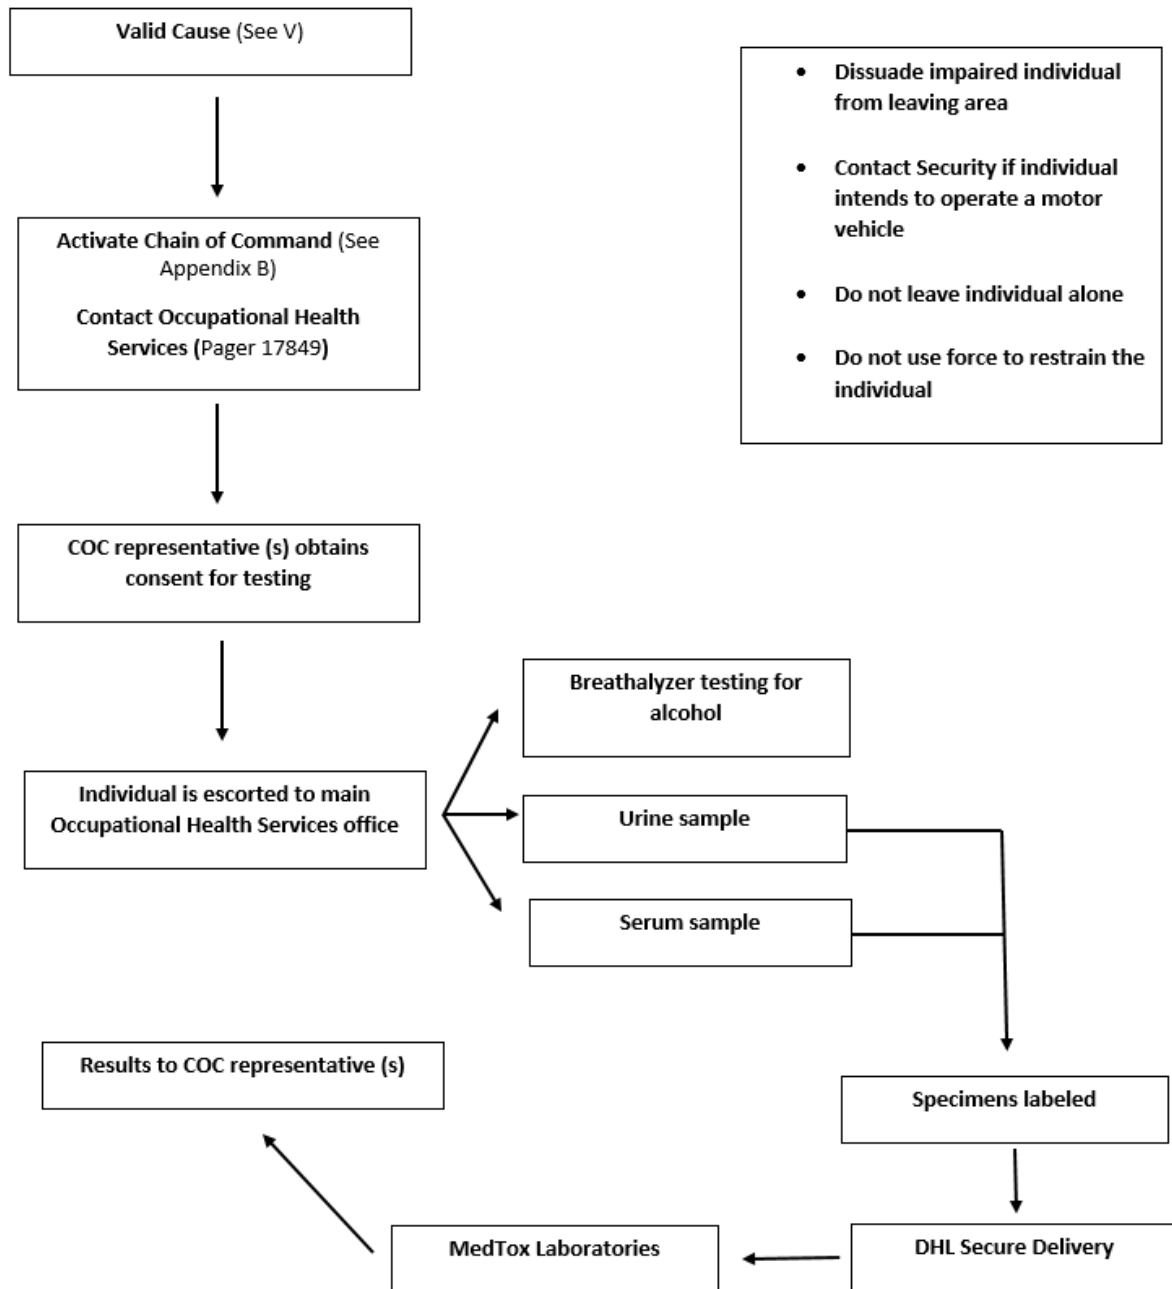 Valid Cause (See V)
• Dissuade impaired individual
from leaving area
• Contact Security if individual
intends to operate a motor
vehicle
• Do not leave individual alone
• Do not use force to restrain the
individual
Activate Chain of Command (See
Appendix B)
Contact Occupational Health
Services (Pager 17849)
COC representative (s) obtains
consent for testing
Individual is escorted to main
Occupational Health Services office
Breathalyzer testing for
alcohol
Urine sample
Serum sample
Specimens labeled
DHL Secure Delivery
MedTox Laboratories
Results to COC representative (s)